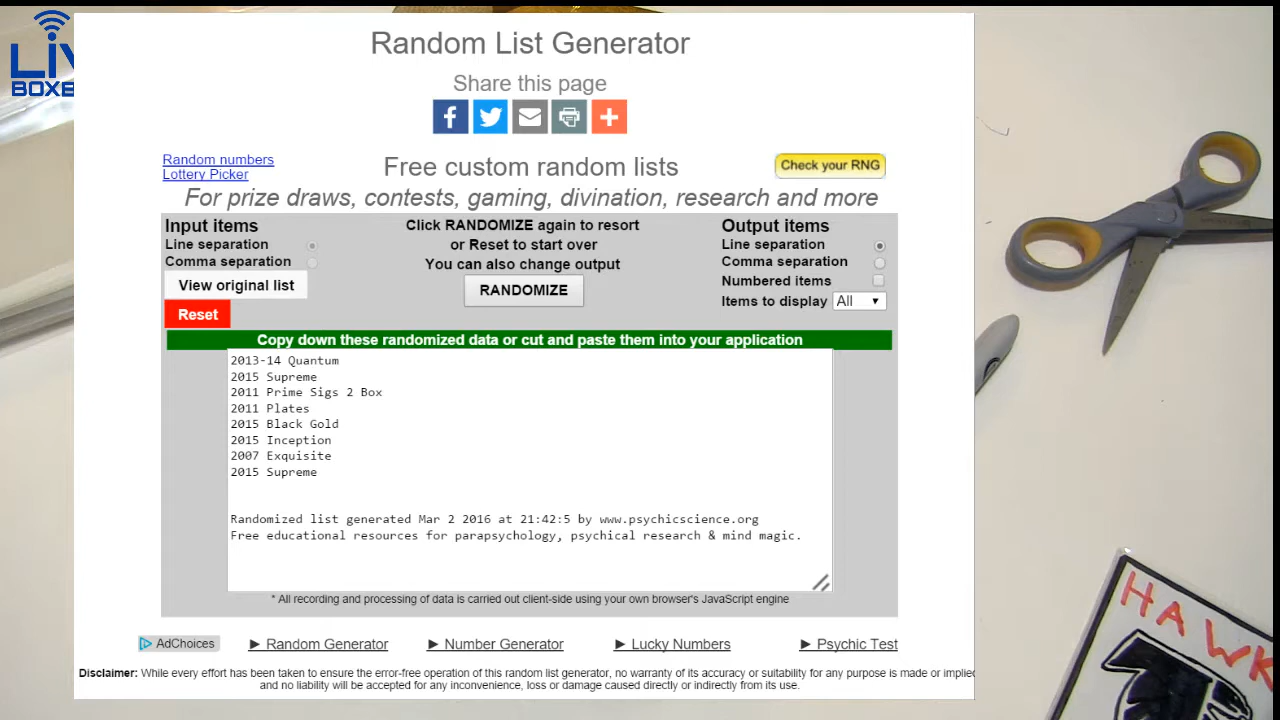 LIV
BOXB
Random List Generator
Share this page
Random numbers
Lottery Picker
Free custom random lists
Check your RNG
For prize draws, contests, gaming, divination, research and more
Input items
Line separation
Comma separation
View original list
Reset
Click RANDOMIZE again to resort
or Reset to start over
You can also change output
RANDOMIZE
Output items
Line separation
Comma separation
Numbered items
Items to display All
Copy down these randomized data or cut and paste them into your application
2013-14 Quantum
2015 Supreme
2011 Prime Sigs 2 Box
2011 Plates
2015 Black Gold
2015 Inception
2007 Exquisite
2015 Supreme
Randomized list generated Mar 2 2016 at 21:42:5 by www.psychicscience.org
Free educational resources for parapsychology, psychical research & mind magic.
* All recording and processing of data is carried out client-side using your own browser's JavaScript engine
AdChoices
► Random Generator
► Number Generator
► Lucky Numbers
► Psychic Test
Disclaimer: While every effort has been taken to ensure the error-free operation of this random list generator, no warranty of its accuracy or suitability for any purpose is made or implied
and no liability will be accepted for any inconvenience, loss or damage caused directly or indirectly from its use.
HAWK